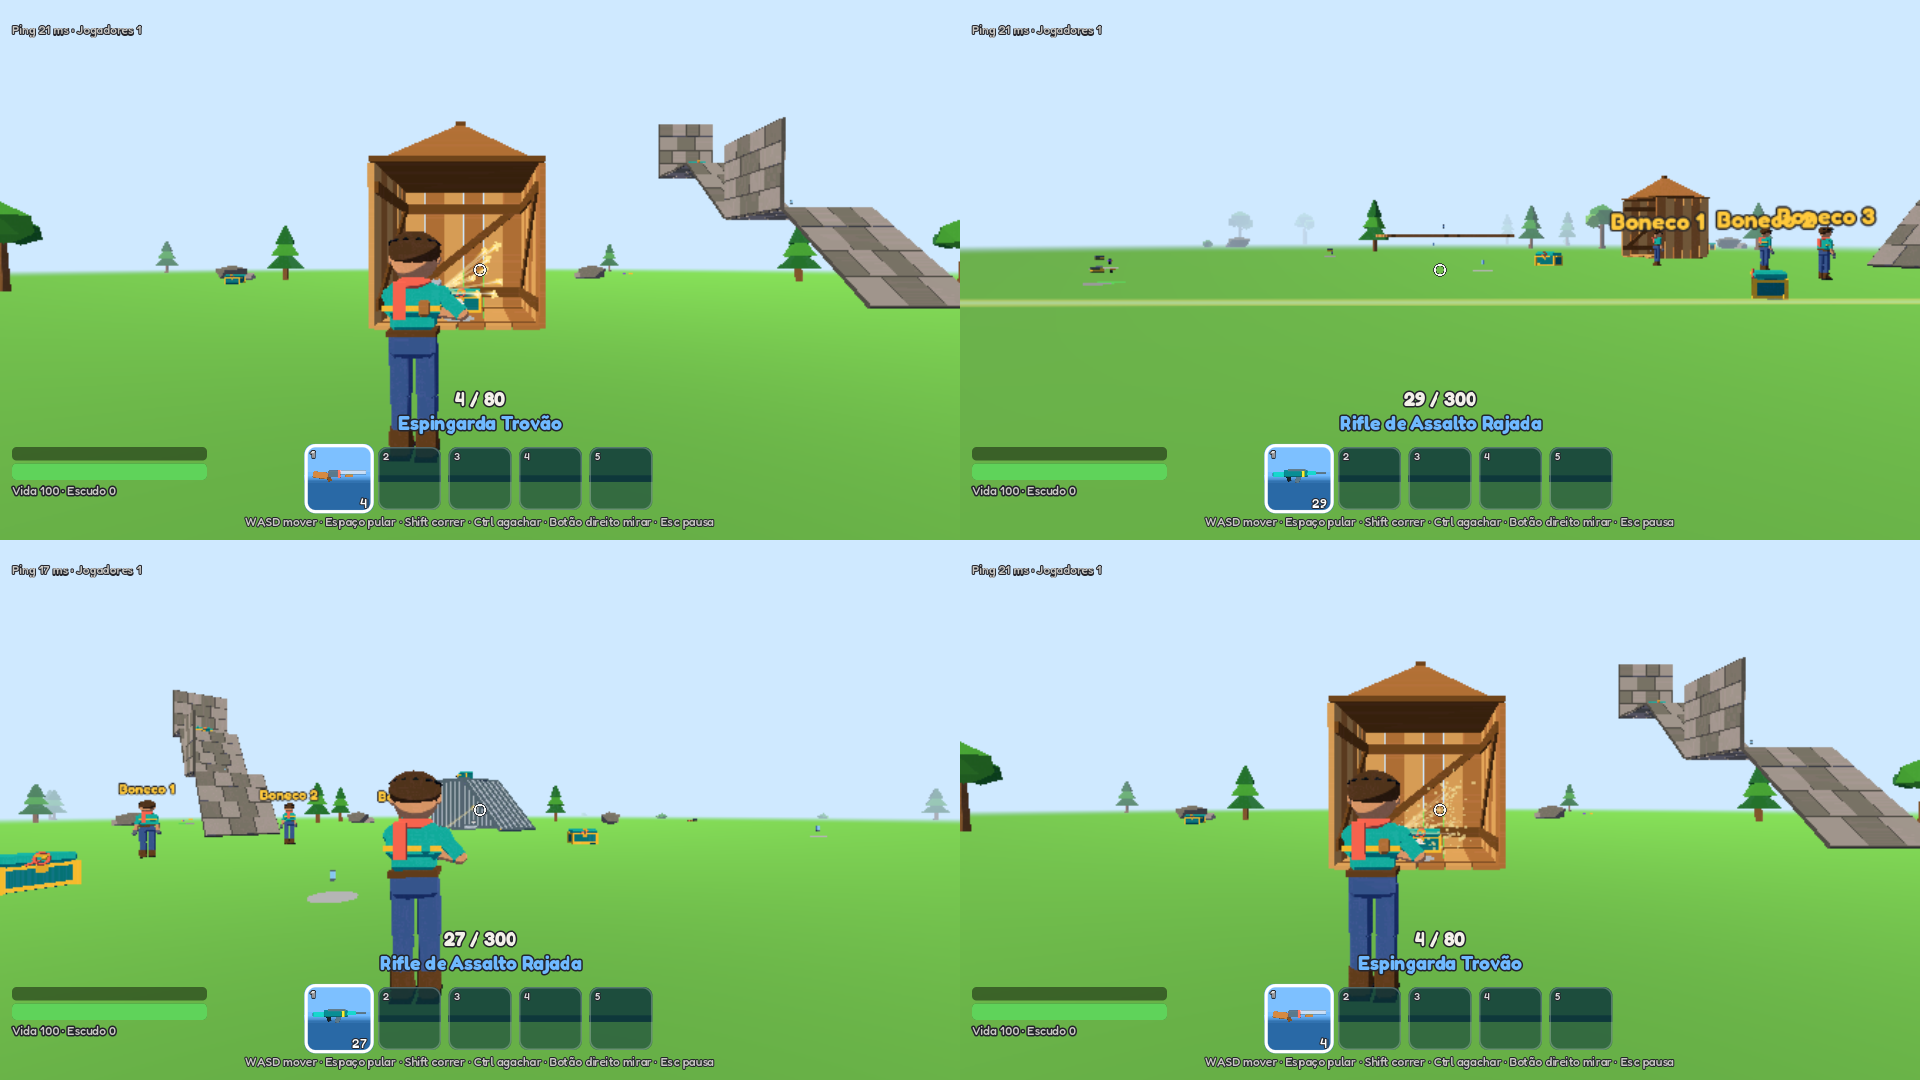 Ping 21 ms · Jogadores 1
4 / 80
Espingarda Trovão
1
2
3
4
5
4
Vida 100 · Escudo 0
WASD mover · Espaço pular · Shift correr · Ctrl agachar · Botão direito mirar · Esc pausa
Ping 21 ms · Jogadores 1
Boneco 1
Boneco 3
29 / 300
Rifle de Assalto Rajada
1
2
3
4
5
29
Vida 100 · Escudo 0
WASD mover · Espaço pular · Shift correr · Ctrl agachar · Botão direito mirar · Esc pausa
Ping 17 ms · Jogadores 1
Boneco 1
Boneco 2
27 / 300
Rifle de Assalto Rajada
1
2
3
4
5
27
Vida 100 · Escudo 0
WASD mover · Espaço pular · Shift correr · Ctrl agachar · Botão direito mirar · Esc pausa
Ping 21 ms · Jogadores 1
4 / 80
Espingarda Trovão
1
2
3
4
5
4
Vida 100 · Escudo 0
WASD mover · Espaço pular · Shift correr · Ctrl agachar · Botão direito mirar · Esc pausa